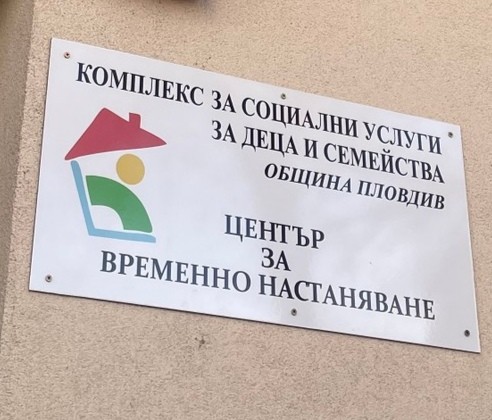 КОМПЛЕКС ЗА СОЦИАЛНИ УСЛУГИ
ЗА ДЕЦА И СЕМЕЙСТВА
ОБЩИНА ПЛОВДИВ
ЦЕНТЪР
ЗА
ВРЕМЕННО НАСТАНЯВАНЕ